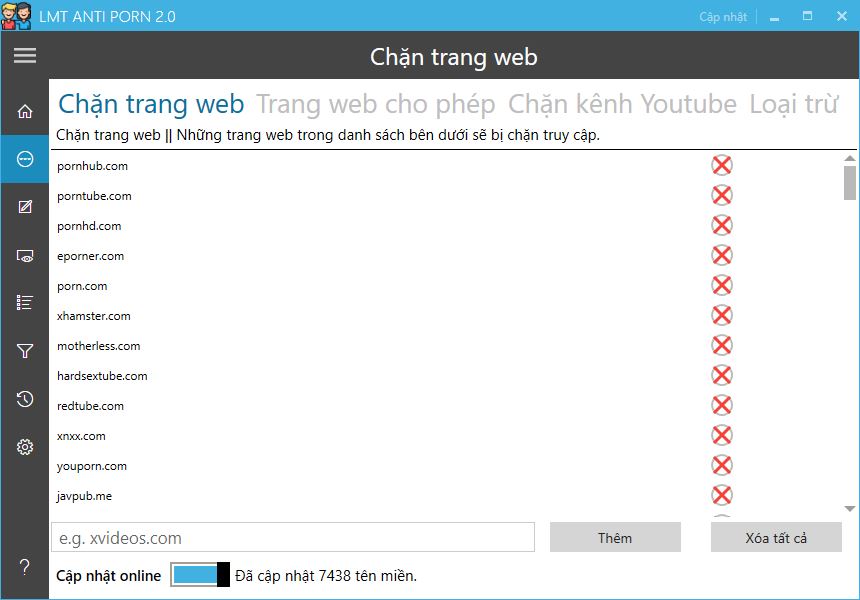 LMT ANTI PORN 2.0
Cập nhật
Chặn trang web
Chặn trang web Trang web cho phép Chặn kênh Youtube Loại trừ
Chặn trang web || Những trang web trong danh sách bên dưới sẽ bị chặn truy cập.
pornhub.com
porntube.com
pornhd.com
eporner.com
porn.com
xhamster.com
motherless.com
hardsextube.com
redtube.com
xnxx.com
youporn.com
javpub.me
e.g. xvideos.com
Thêm
Xóa tất cả
Cập nhật online
Đã cập nhật 7438 tên miền.
?